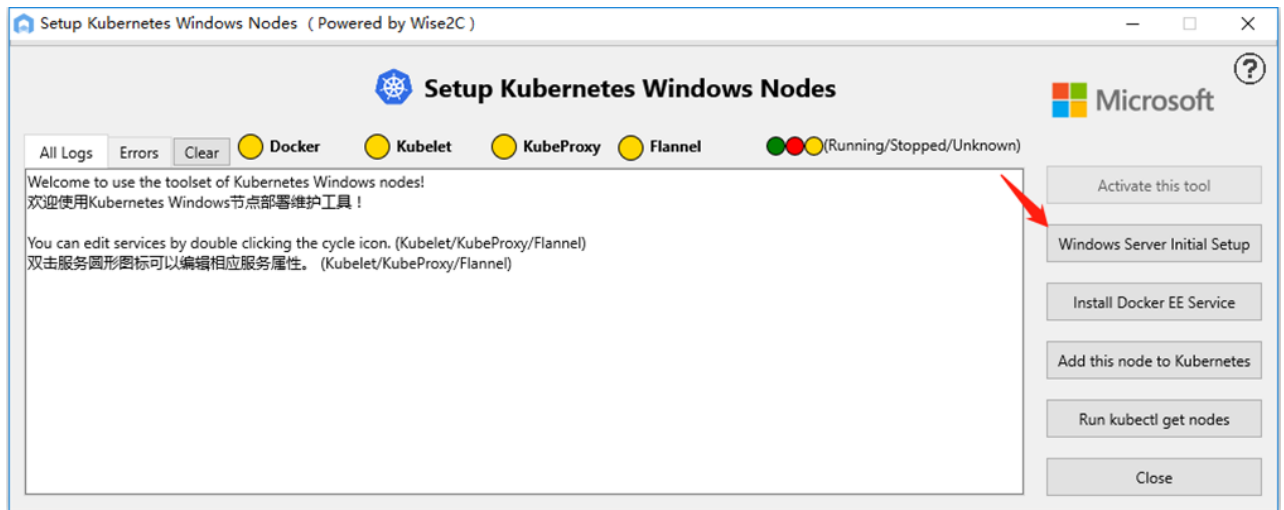 Setup Kubernetes Windows Nodes （Powered by Wise2C）
Setup Kubernetes Windows Nodes
?
Microsoft
All Logs Errors Clear Docker Kubelet KubeProxy Flannel (Running/Stopped/Unknown)
Welcome to use the toolset of Kubernetes Windows nodes!
欢迎使用Kubernetes Windows节点部署维护工具！
You can edit services by double clicking the cycle icon. (Kubelet/KubeProxy/Flannel)
双击服务圆形图标可以编辑相应服务属性。 (Kubelet/KubeProxy/Flannel)
Activate this tool
Windows Server Initial Setup
Install Docker EE Service
Add this node to Kubernetes
Run kubectl get nodes
Close